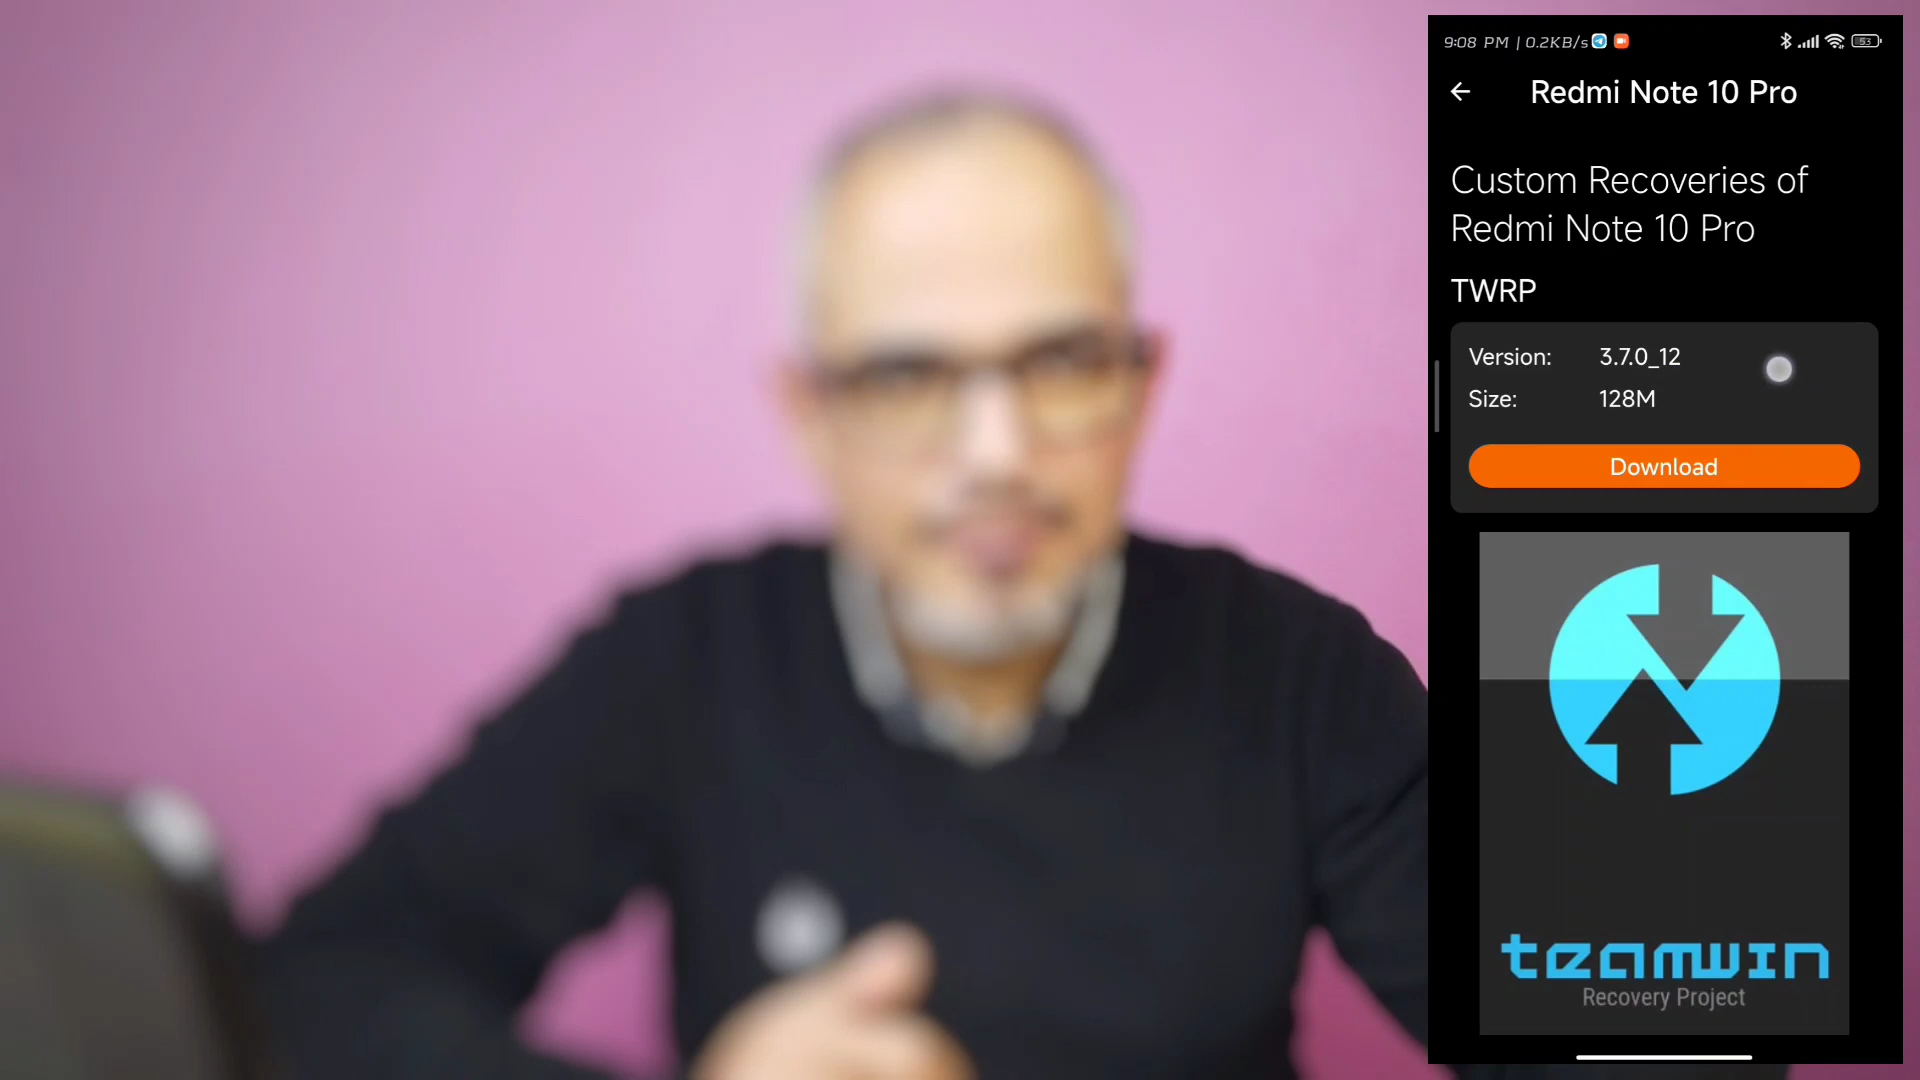 9:08 PM | 0.2KB/s
53
Redmi Note 10 Pro
Custom Recoveries of
Redmi Note 10 Pro
TWRP
Version: 3.7.0_12
Size: 128M
Download
teamwin
Recovery Project